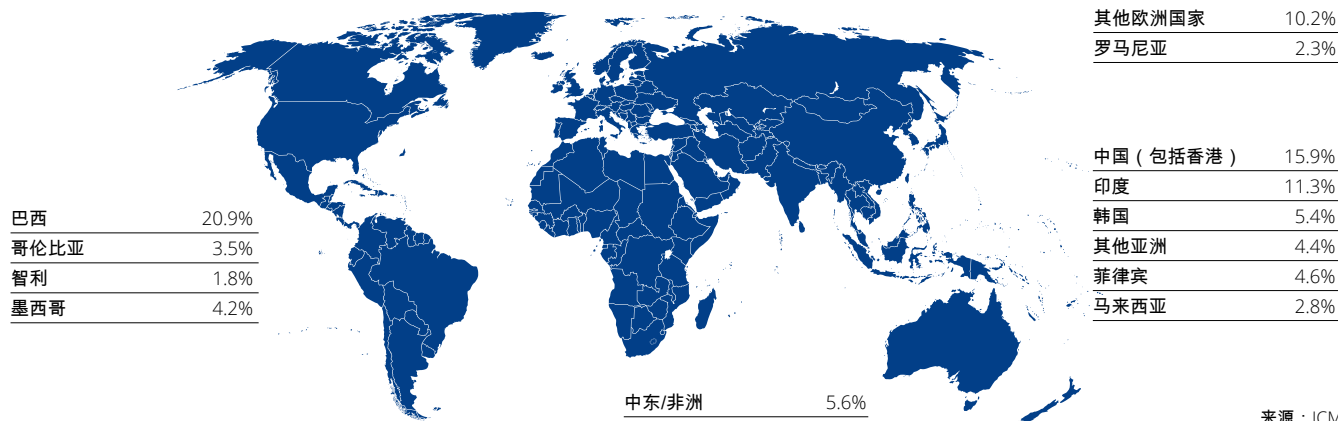 其他欧洲国家 10.2%
罗马尼亚 2.3%
中国（包括香港） 15.9%
印度 11.3%
韩国 5.4%
其他亚洲 4.4%
菲律宾 4.6%
马来西亚 2.8%
巴西 20.9%
哥伦比亚 3.5%
智利 1.8%
墨西哥 4.2%
中东/非洲 5.6%
来源：ICM